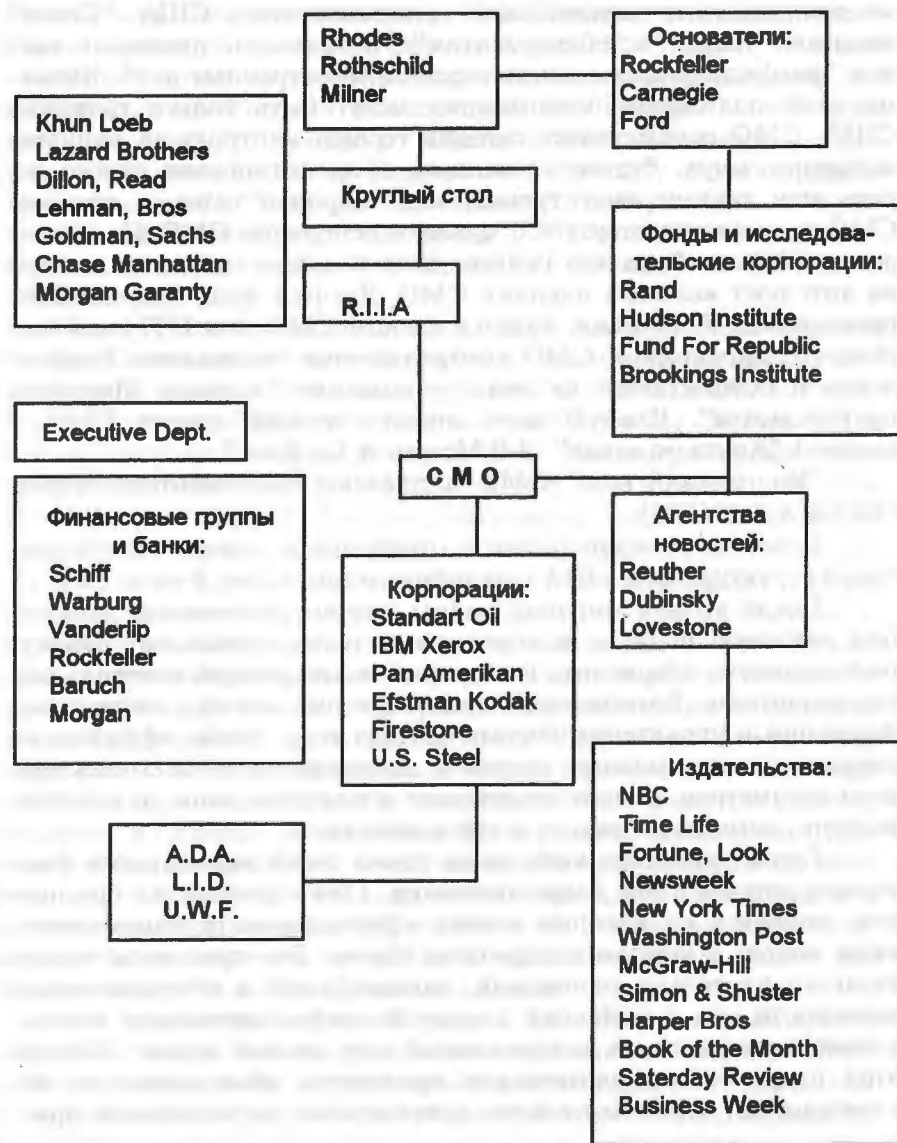 Rhodes
Rothschild
Milner
Основатели:
Rockfeller
Carnegie
Ford
Khun, Loeb
Lazard Brothers
Dillon, Read
Lehman, Bros
Goldman, Sachs
Chase Manhattan
Morgan Garanty
Круглый стол
R.I.I.A
Фонды и исследова-
тельские корпорации:
Rand
Hudson Institute
Fund For Republic
Brookings Institute
Executive Dept.
С М О
Финансовые группы
и банки:
Schiff
Warburg
Vanderlip
Rockfeller
Baruch
Morgan
Корпорации:
Standart Oil
IBM Xerox
Pan Amerikan
Efstman Kodak
Firestone
U.S. Steel
Агентства
новостей:
Reuther
Dubinsky
Lovestone
A.D.A.
L.I.D.
U.W.F.
Издательства:
NBC
Time Life
Fortune, Look
Newsweek
New York Times
Washington Post
McGraw-Hill
Simon & Shuster
Harper Bros
Book of the Month
Saterday Review
Business Week